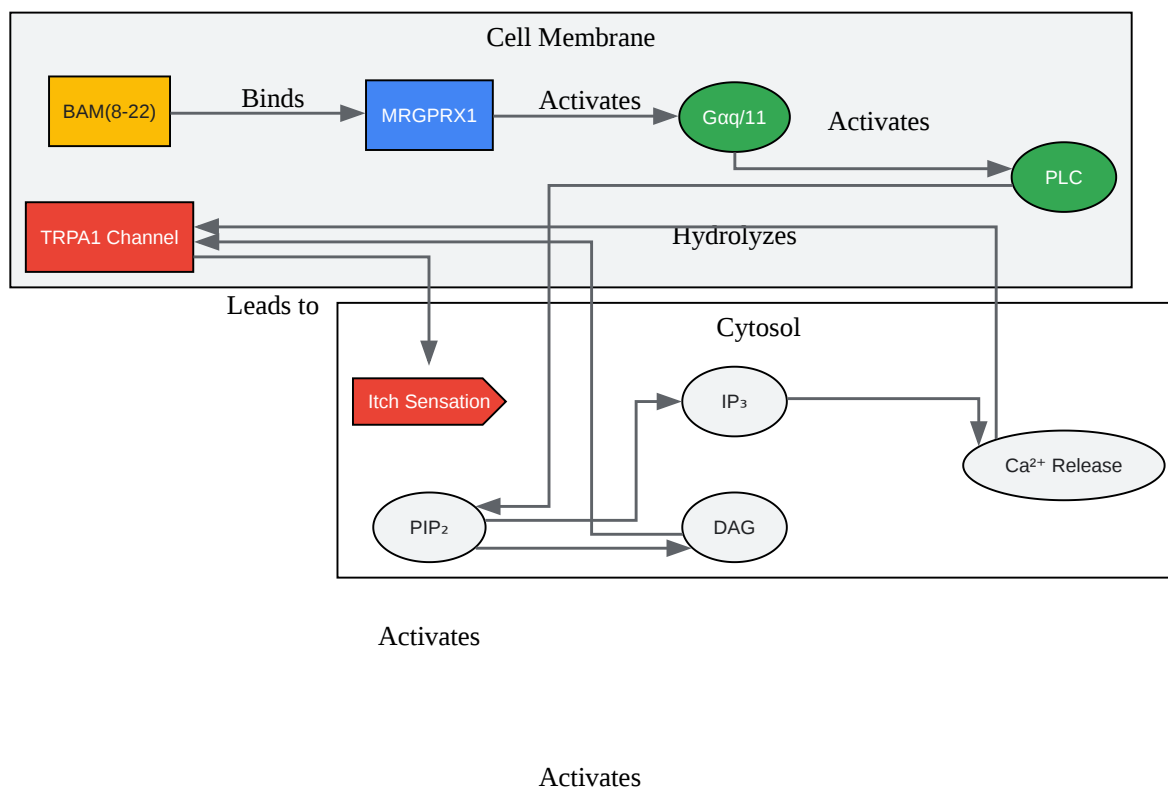 Cell Membrane
BAM(8-22)
Binds
MRGPRX1
Activates
Gαq/11
Activates
PLC
TRPA1 Channel
Hydrolyzes
Leads to
Cytosol
Itch Sensation
IP₃
Ca²⁺ Release
PIP₂
DAG
Activates
Activates